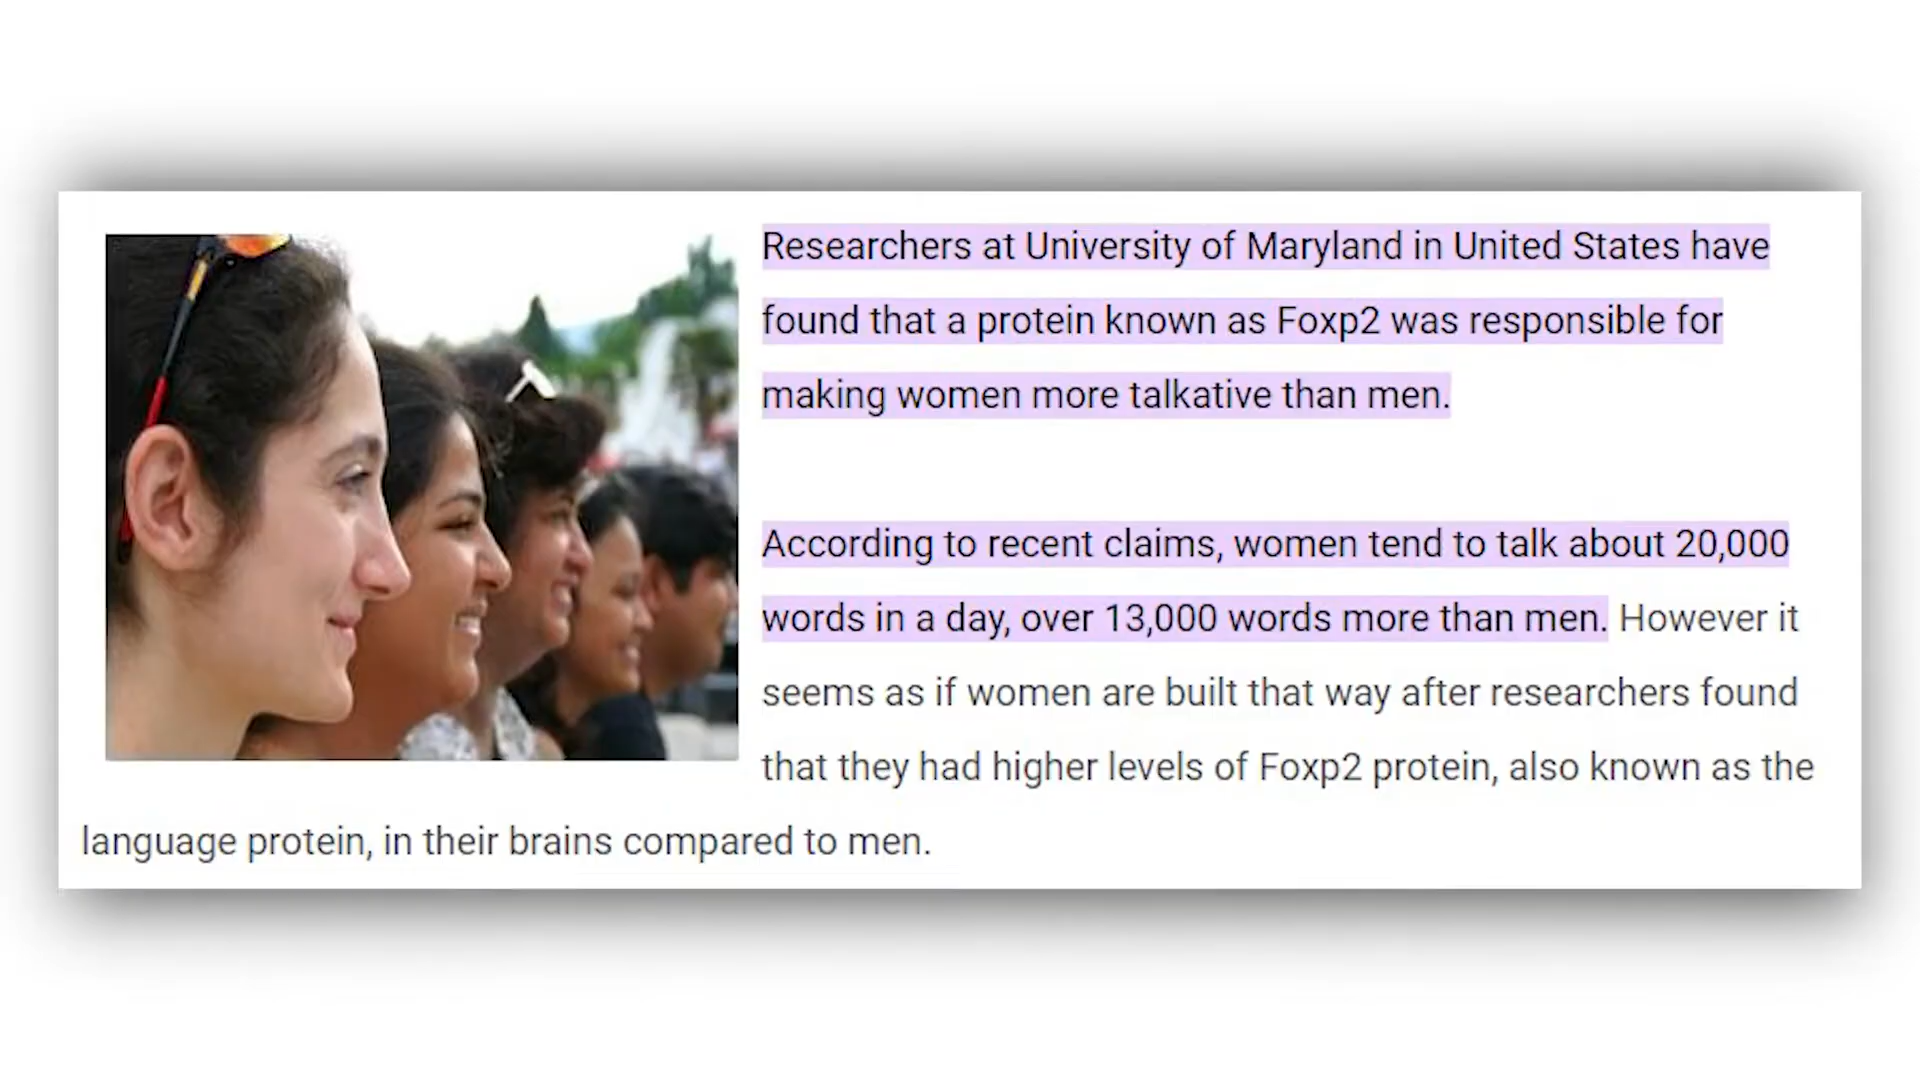 Researchers at University of Maryland in United States have
found that a protein known as Foxp2 was responsible for
making women more talkative than men.
According to recent claims, women tend to talk about 20,000
words in a day, over 13,000 words more than men. However it
seems as if women are built that way after researchers found
that they had higher levels of Foxp2 protein, also known as the
language protein, in their brains compared to men.